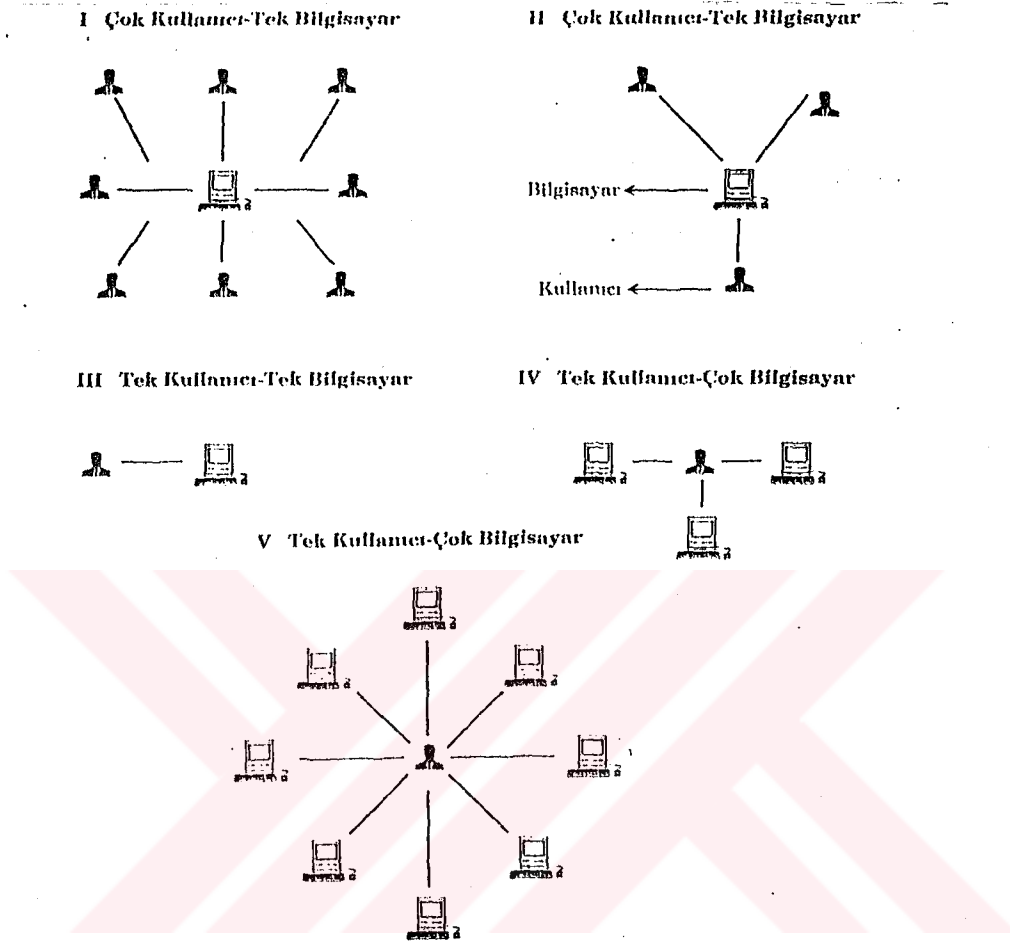 I Çok Kullanıcı-Tek Bilgisayar
II Çok Kullanıcı-Tek Bilgisayar
Bilgisayar
Kullanıcı
III Tek Kullanıcı-Tek Bilgisayar
IV Tek Kullanıcı-Çok Bilgisayar
V Tek Kullanıcı-Çok Bilgisayar